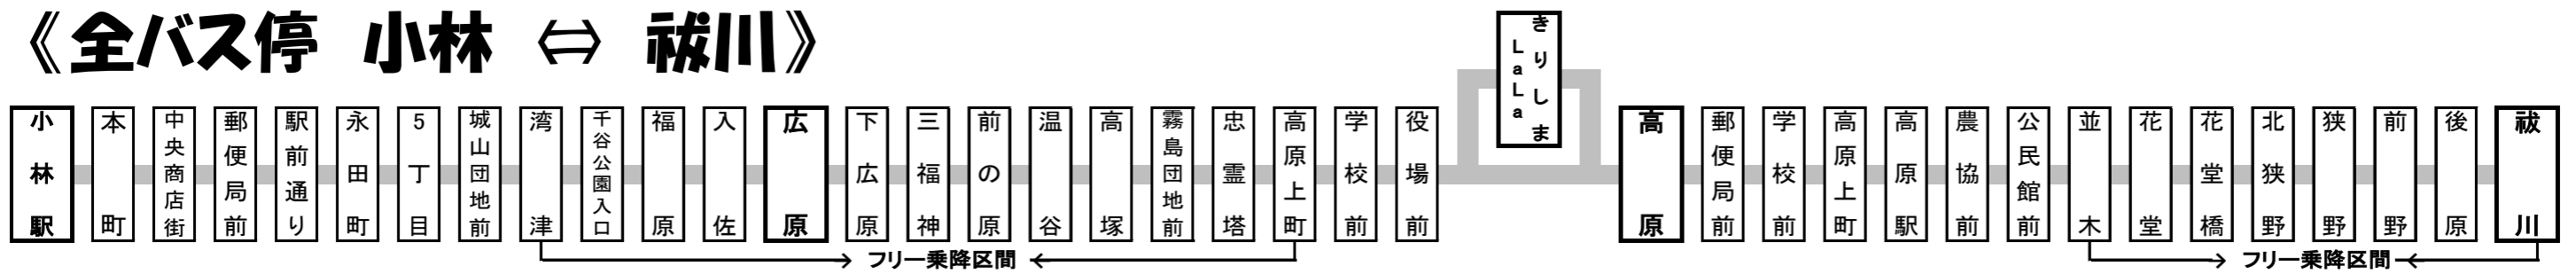 《全バス停 小林 ⇔ 祓川》
小林駅
本町
中央商店街
郵便局前
駅前通り
永田町
5丁目
城山団地前
湾津
千谷公園入口
福原
入佐
広原
下広原
三福神
前の原
温谷
高塚
霧島団地前
忠霊塔
高原上町
学校前
役場前
きりしま
LaLa
高原
郵便局前
学校前
高原上町
高原駅
農協前
公民館前
並木
花堂
花堂橋
北狭野
狭野
前野
後原
祓川
フリー乗降区間
フリー乗降区間